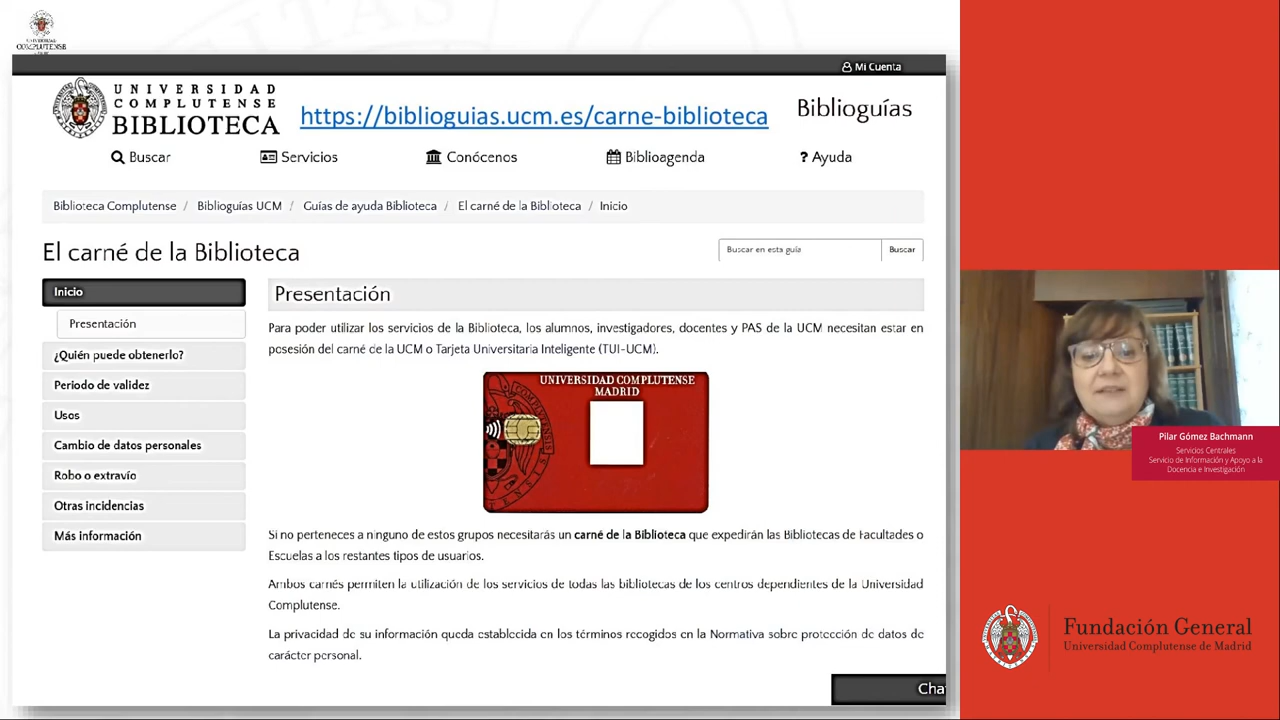 COMPLUTENSE
Mi Cuenta
UNIVERSIDAD
COMPLUTENSE
BIBLIOTECA
https://biblioguias.ucm.es/carne-biblioteca
Biblioguías
Buscar
Servicios
Conócenos
Biblioagenda
? Ayuda
Biblioteca Complutense / Biblioguías UCM / Guías de ayuda Biblioteca / El carné de la Biblioteca / Inicio
El carné de la Biblioteca
Buscar en esta guía
Buscar
Inicio
Presentación
¿Quién puede obtenerlo?
Periodo de validez
Usos
Cambio de datos personales
Robo o extravío
Otras incidencias
Más información
Presentación
Para poder utilizar los servicios de la Biblioteca, los alumnos, investigadores, docentes y PAS de la UCM necesitan estar en
posesión del carné de la UCM o Tarjeta Universitaria Inteligente (TUI-UCM).
UNIVERSIDAD COMPLUTENSE
MADRID
Si no perteneces a ninguno de estos grupos necesitarás un carné de la Biblioteca que expedirán las Bibliotecas de Facultades o
Escuelas a los restantes tipos de usuarios.
Ambos carnés permiten la utilización de los servicios de todas las bibliotecas de los centros dependientes de la Universidad
Complutense.
La privacidad de su información queda establecida en los términos recogidos en la Normativa sobre protección de datos de
carácter personal.
Cha
Pilar Gómez Bachmann
Servicios Centrales
Servicio de Información y Apoyo a la
Docencia e Investigación
Fundación General
Universidad Complutense de Madrid